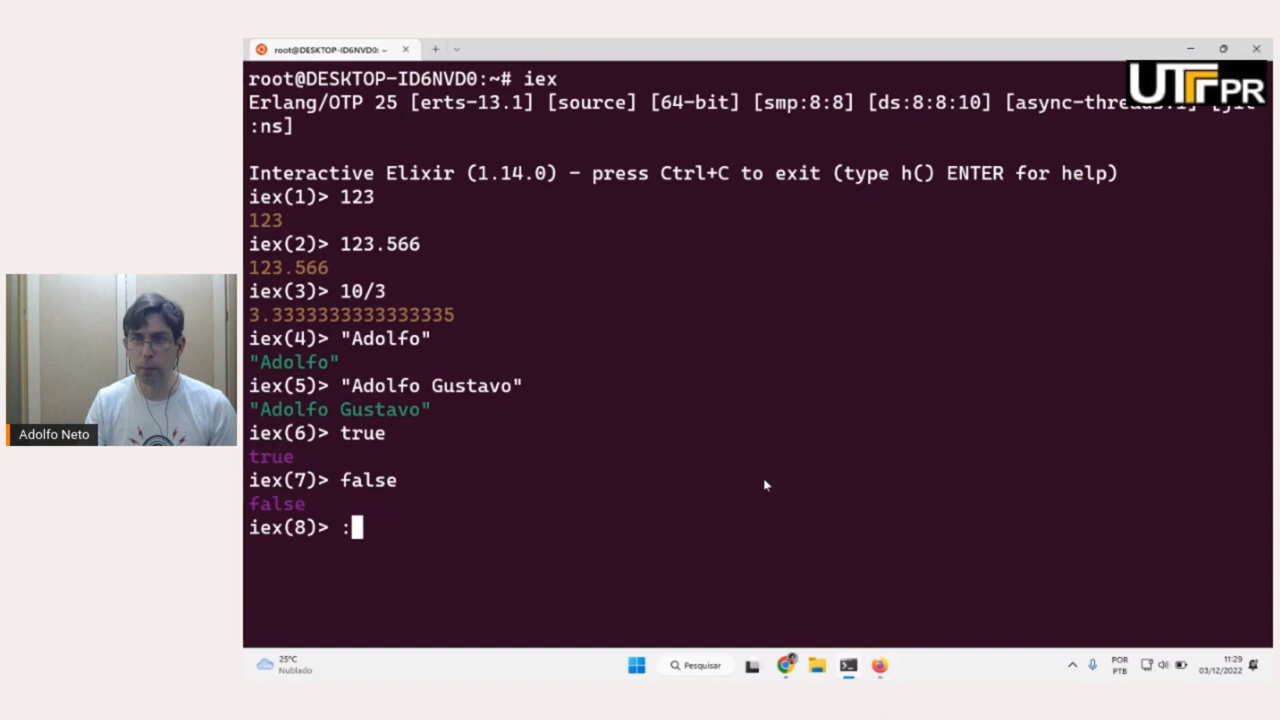 root@DESKTOP-ID6NVD0: ~
root@DESKTOP-ID6NVD0:~# iex
UTFPR
Erlang/OTP 25 [erts-13.1] [source] [64-bit] [smp:8:8] [ds:8:8:10]
:ns]
Interactive Elixir (1.14.0) - press Ctrl+C to exit (type h() ENTER for help)
iex(1)> 123
123
iex(2)> 123.566
123.566
iex(3)> 10/3
3.3333333333333335
iex(4)> "Adolfo"
"Adolfo"
iex(5)> "Adolfo Gustavo"
"Adolfo Gustavo"
iex(6)> true
true
iex(7)> false
false
iex(8)> :
Adolfo Neto
25°C
Nublado
Pesquisar
POR
PTB
11:29
03/12/2022